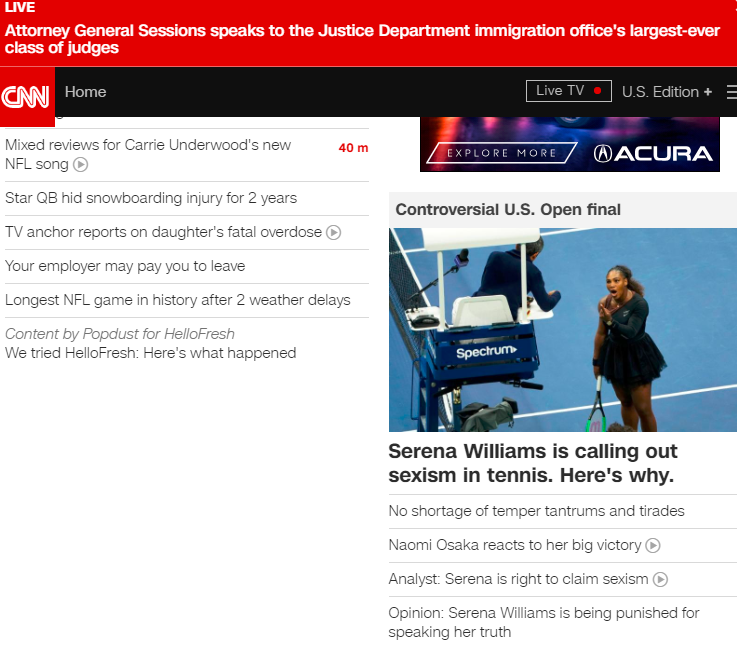 LIVE
Attorney General Sessions speaks to the Justice Department immigration office's largest-ever
class of judges
CNN
Home
Live TV
U.S. Edition +
Mixed reviews for Carrie Underwood's new
NFL song
40 m
Star QB hid snowboarding injury for 2 years
TV anchor reports on daughter's fatal overdose
Your employer may pay you to leave
Longest NFL game in history after 2 weather delays
Content by Popdust for HelloFresh
We tried HelloFresh: Here's what happened
EXPLORE MORE
ACURA
Controversial U.S. Open final
Spectrum
Serena Williams is calling out
sexism in tennis. Here's why.
No shortage of temper tantrums and tirades
Naomi Osaka reacts to her big victory
Analyst: Serena is right to claim sexism
Opinion: Serena Williams is being punished for
speaking her truth